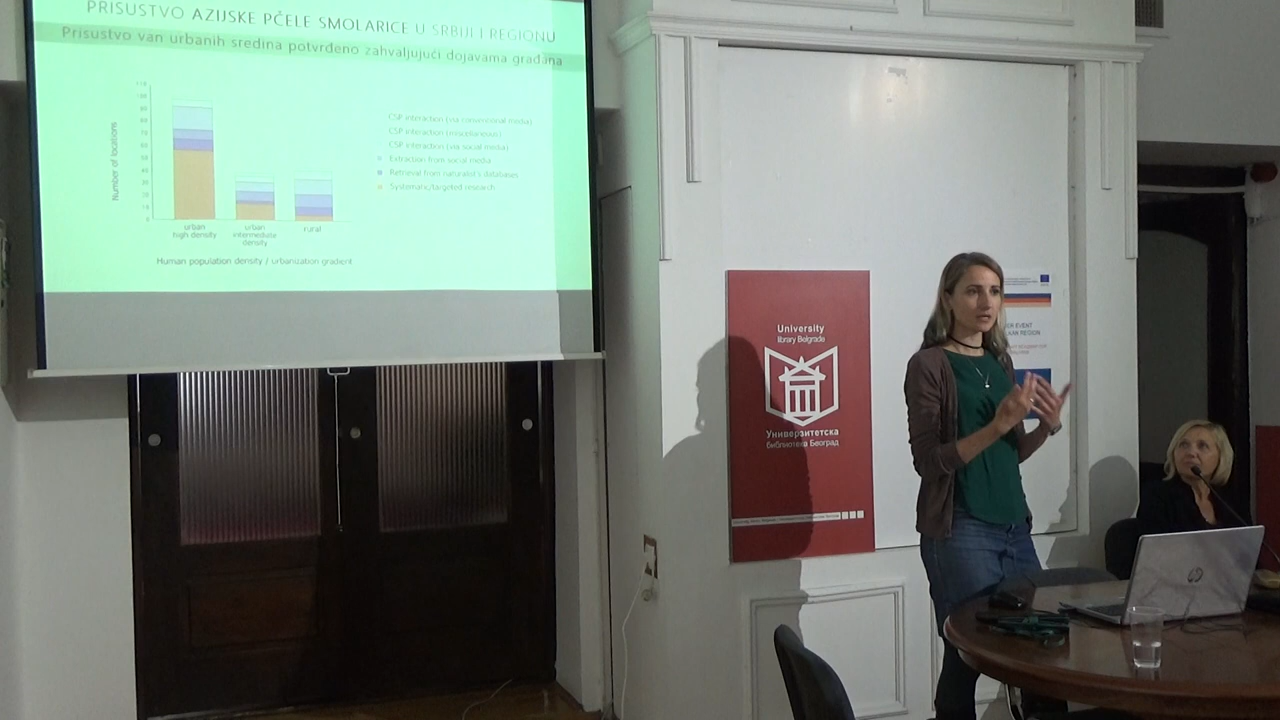 PRISUSTVO AZIJSKE PČELE SMOLARICE U SRBIJI I REGIONU
Prisustvo van urbanih sredina potvrđeno zahvaljujući dojavama građana
Number of locations
CSP interaction (via conventional media)
CSP interaction (miscellaneous)
CSP interaction (via social media)
Extraction from social media
Retrieval from naturalist's databases
Systematic/targeted research
urban
high density
urban
intermediate
density
rural
Human population density / urbanization gradient
University
library Belgrade
Универзитетска
библиотека Београд
EVENT
REGION
hp